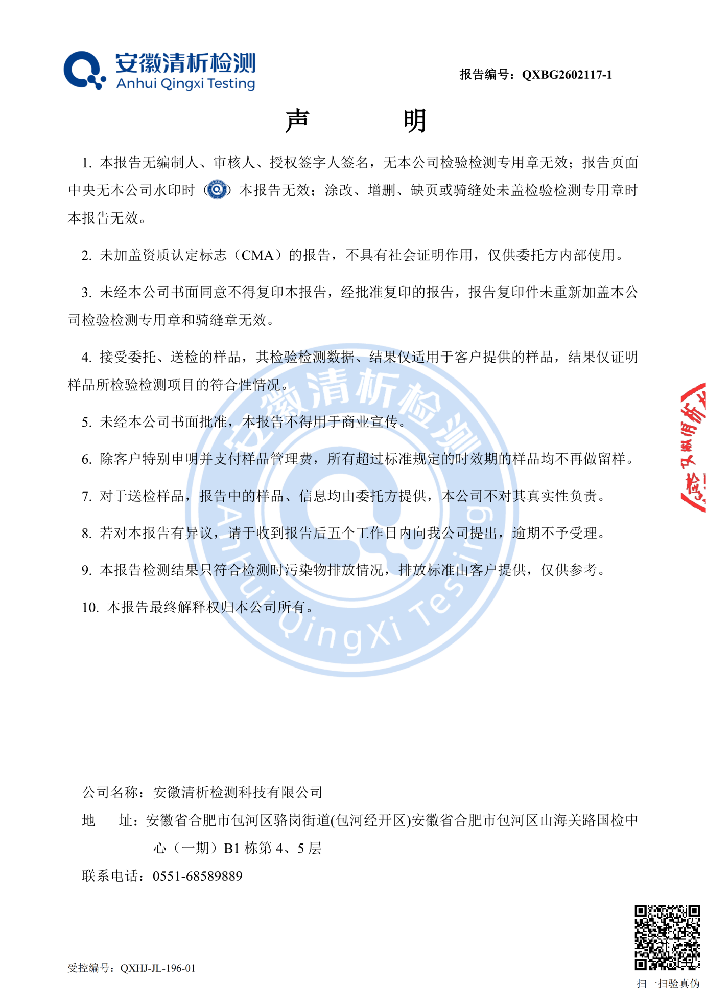 安徽清析检测
Anhui Qingxi Testing
报告编号：QXBG2602117-1
声 明
1. 本报告无编制人、审核人、授权签字人签名，无本公司检验检测专用章无效；报告页面
中央无本公司水印时（）本报告无效；涂改、增删、缺页或骑缝处未盖检验检测专用章时
本报告无效。
2. 未加盖资质认定标志（CMA）的报告，不具有社会证明作用，仅供委托方内部使用。
3. 未经本公司书面同意不得复印本报告，经批准复印的报告，报告复印件未重新加盖本公
司检验检测专用章和骑缝章无效。
4. 接受委托、送检的样品，其检验检测数据、结果仅适用于客户提供的样品，结果仅证明
样品所检验检测项目的符合性情况。
5. 未经本公司书面批准，本报告不得用于商业宣传。
6. 除客户特别申明并支付样品管理费，所有超过标准规定的时效期的样品均不再做留样。
7. 对于送检样品，报告中的样品、信息均由委托方提供，本公司不对其真实性负责。
8. 若对本报告有异议，请于收到报告后五个工作日内向我公司提出，逾期不予受理。
9. 本报告检测结果只符合检测时污染物排放情况，排放标准由客户提供，仅供参考。
10. 本报告最终解释权归本公司所有。
安徽清析检测
Anhui QingXi Testing
公司名称：安徽清析检测科技有限公司
地 址：安徽省合肥市包河区骆岗街道(包河经开区)安徽省合肥市包河区山海关路国检中
心（一期）B1 栋第 4、5 层
联系电话：0551-68589889
受控编号：QXHJ-JL-196-01
扫一扫验真伪